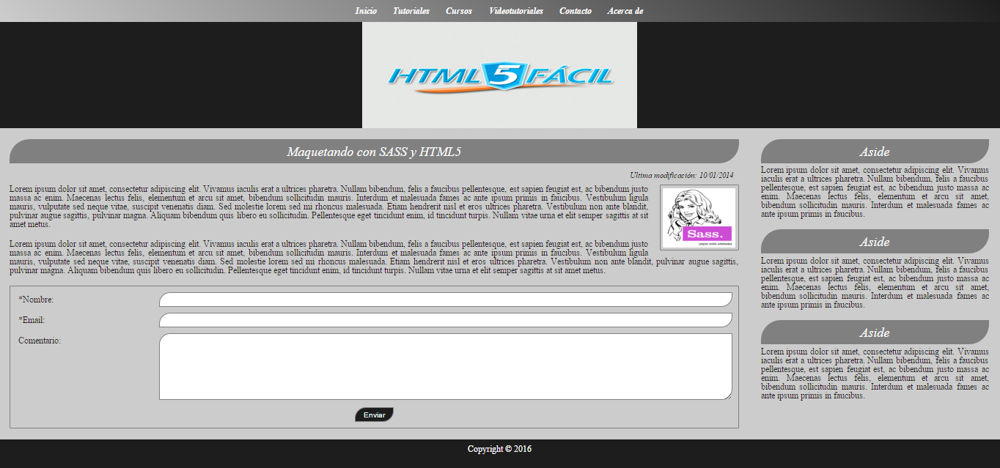 Inicio Tutoriales Cursos Videotutoriales Contacto Acerca de
HTML 5 FÁCIL
Maquetando con SASS y HTML5
Ultima modificación: 10/01/2014
Lorem ipsum dolor sit amet, consectetur adipiscing elit. Vivamus iaculis erat a ultrices pharetra. Nullam bibendum, felis a faucibus pellentesque, est sapien feugiat est, ac bibendum justo
massa ac enim. Maecenas lectus felis, elementum et arcu sit amet, bibendum sollicitudin mauris. Interdum et malesuada fames ac ante ipsum primis in faucibus. Vestibulum ligula
mauris, vulputate sed neque vitae, suscipit venenatis diam. Sed molestie lorem sed mi rhoncus malesuada. Etiam hendrerit nisl et eros ultrices pharetra. Vestibulum non ante blandit,
pulvinar augue sagittis, pulvinar magna. Aliquam bibendum quis libero eu sollicitudin. Pellentesque eget tincidunt enim, id tincidunt turpis. Nullam vitae urna et elit semper sagittis at sit
amet metus.
Sass.
(style with attitude)
Lorem ipsum dolor sit amet, consectetur adipiscing elit. Vivamus iaculis erat a ultrices pharetra. Nullam bibendum, felis a faucibus pellentesque, est sapien feugiat est, ac bibendum justo
massa ac enim. Maecenas lectus felis, elementum et arcu sit amet, bibendum sollicitudin mauris. Interdum et malesuada fames ac ante ipsum primis in faucibus. Vestibulum ligula
mauris, vulputate sed neque vitae, suscipit venenatis diam. Sed molestie lorem sed mi rhoncus malesuada. Etiam hendrerit nisl et eros ultrices pharetra. Vestibulum non ante blandit, pulvinar augue sagittis,
pulvinar magna. Aliquam bibendum quis libero eu sollicitudin. Pellentesque eget tincidunt enim, id tincidunt turpis. Nullam vitae urna et elit semper sagittis at sit amet metus.
*Nombre:
*Email:
Comentario:
Enviar
Aside
Lorem ipsum dolor sit amet, consectetur adipiscing elit. Vivamus
iaculis erat a ultrices pharetra. Nullam bibendum, felis a faucibus
pellentesque, est sapien feugiat est, ac bibendum justo massa ac
enim. Maecenas lectus felis, elementum et arcu sit amet,
bibendum sollicitudin mauris. Interdum et malesuada fames ac
ante ipsum primis in faucibus.
Aside
Lorem ipsum dolor sit amet, consectetur adipiscing elit. Vivamus
iaculis erat a ultrices pharetra. Nullam bibendum, felis a faucibus
pellentesque, est sapien feugiat est, ac bibendum justo massa ac
enim. Maecenas lectus felis, elementum et arcu sit amet,
bibendum sollicitudin mauris. Interdum et malesuada fames ac
ante ipsum primis in faucibus.
Aside
Lorem ipsum dolor sit amet, consectetur adipiscing elit. Vivamus
iaculis erat a ultrices pharetra. Nullam bibendum, felis a faucibus
pellentesque, est sapien feugiat est, ac bibendum justo massa ac
enim. Maecenas lectus felis, elementum et arcu sit amet,
bibendum sollicitudin mauris. Interdum et malesuada fames ac
ante ipsum primis in faucibus.
Copyright © 2016